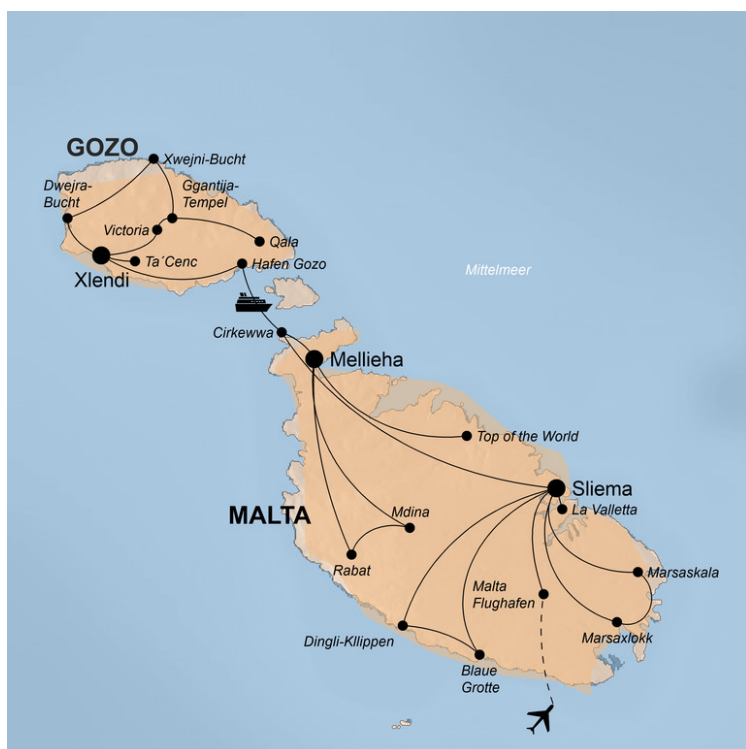 GOZO
Xwejni-Bucht
Dwejra-
Bucht
Ggantija-
Tempel
Victoria
Qala
Ta´Cenc
Hafen Gozo
Xlendi
Mittelmeer
Cirkewwa
Mellieha
Top of the World
Sliema
La Valletta
MALTA
Mdina
Rabat
Malta
Flughafen
Marsaskala
Dingli-Kllippen
Marsaxlokk
Blaue
Grotte